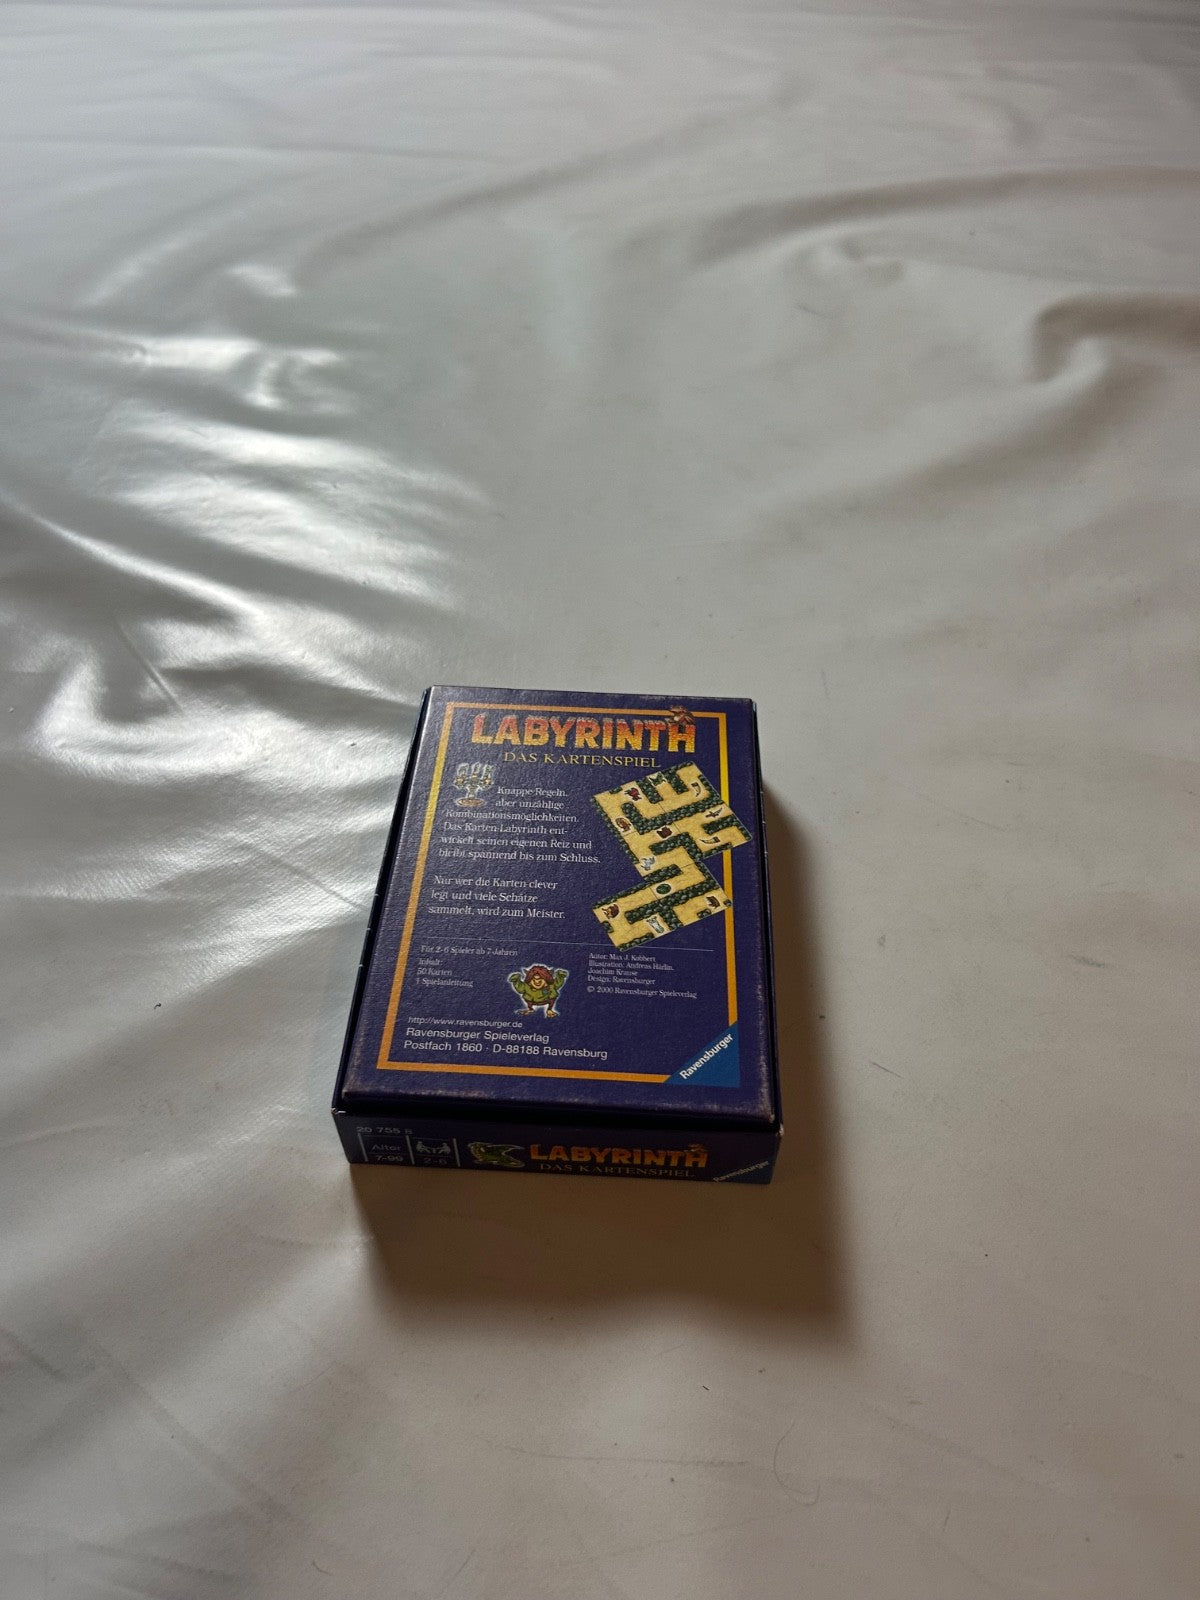 LABYRINTH
DAS KARTENSPIEL
Knappe Regeln,
aber unzählige
Kombinationsmöglichkeiten.
Das Karten-Labyrinth ent-
wickelt seinen eigenen Reiz und
bleibt spannend bis zum Schluss.
Nur wer die Karten clever
legt und viele Schätze
sammelt, wird zum Meister.
Für 2-6 Spieler ab 7 Jahren
Inhalt:
50 Karten
1 Spielanleitung
Autor: Max J. Kobbert
Illustration: Andreas Härlin,
Joachim Krause
Design: Ravensburger
© 2000 Ravensburger Spieleverlag
http://www.ravensburger.de
Ravensburger Spieleverlag
Postfach 1860 · D-88188 Ravensburg
Ravensburger
20 755 8
Alter
7-99
2-6
LABYRINTH
DAS KARTENSPIEL
Ravensburger